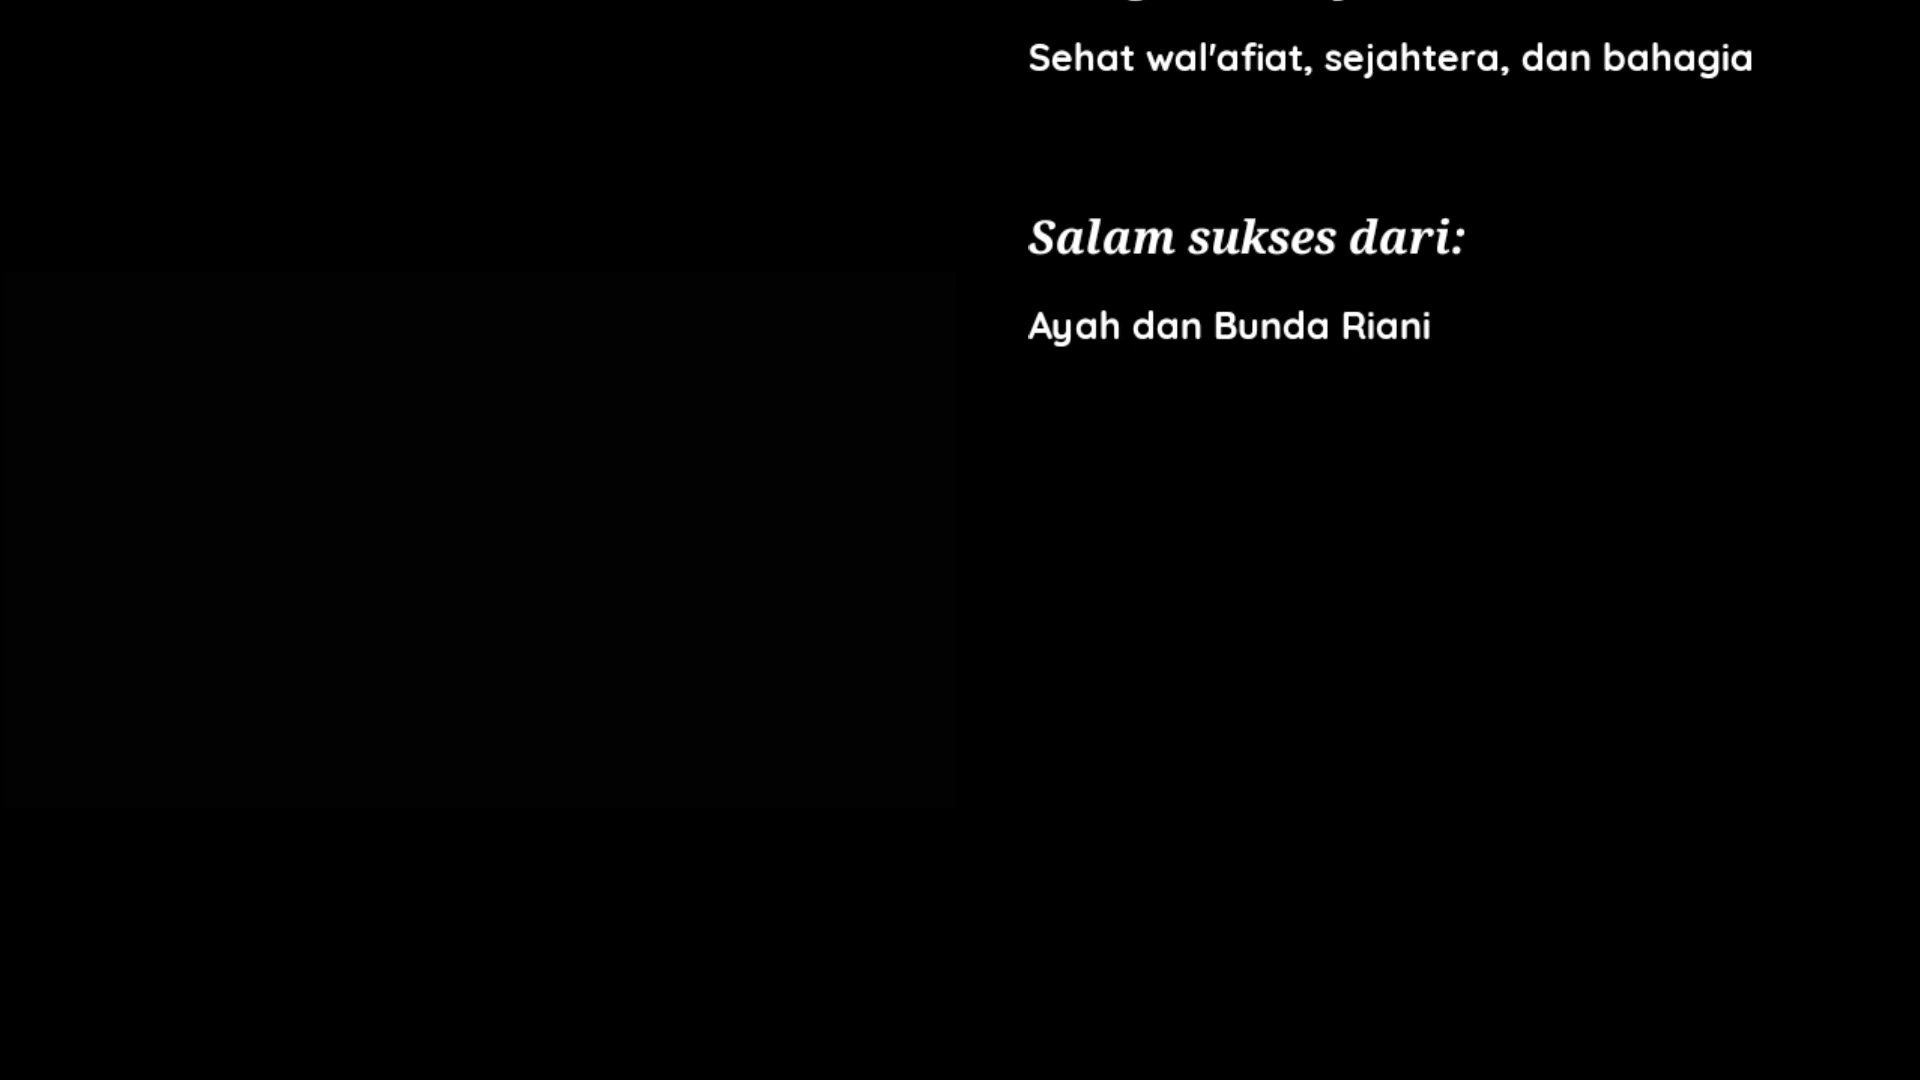 Sehat wal'afiat, sejahtera, dan bahagia
Salam sukses dari:
Ayah dan Bunda Riani